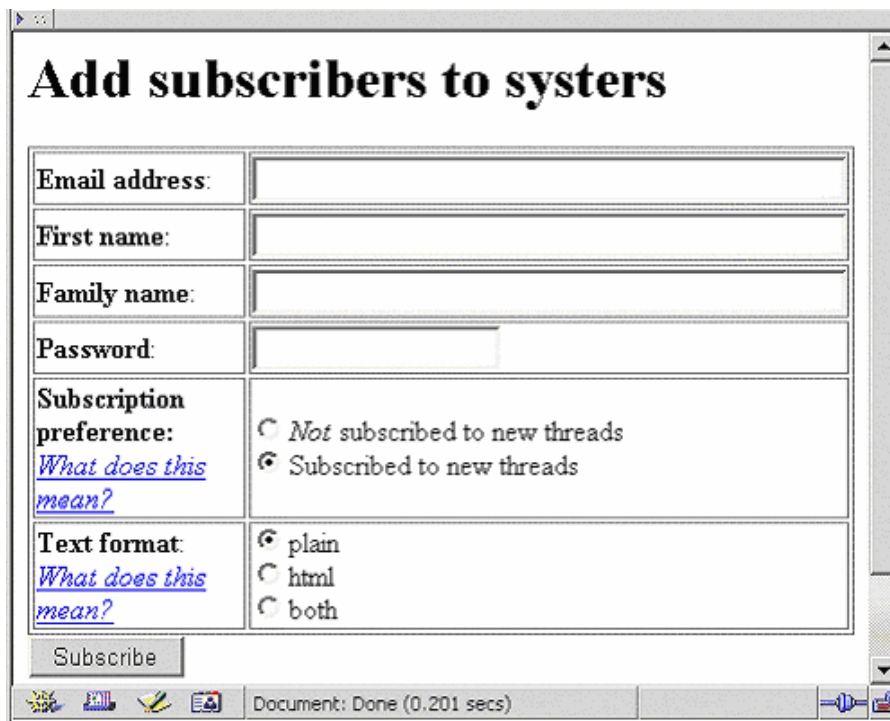 Add subscribers to systers
Email address:
First name:
Family name:
Password:
Subscription
preference:
What does this
mean?
Not subscribed to new threads
Subscribed to new threads
Text format:
What does this
mean?
plain
html
both
Subscribe
Document: Done (0.201 secs)